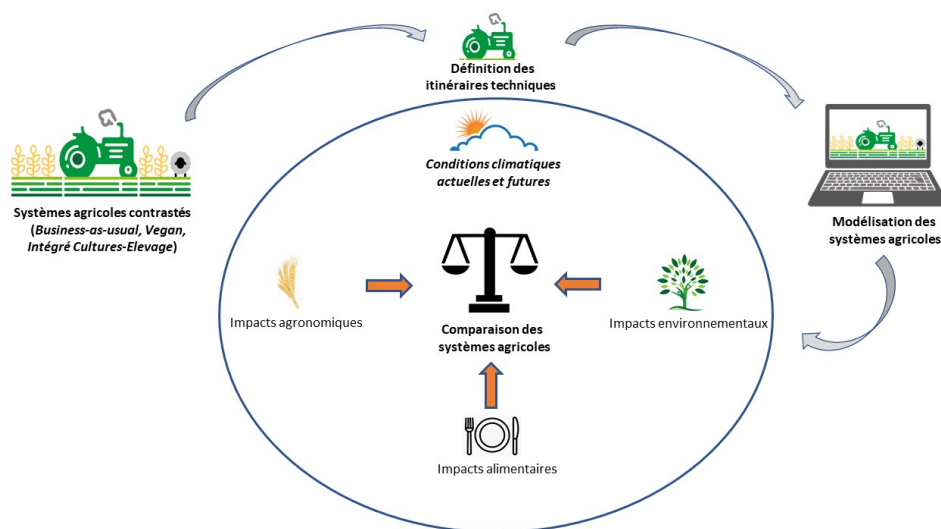 Définition des
itinéraires techniques
Conditions climatiques
actuelles et futures
Systèmes agricoles contrastés
(Business-as-usual, Vegan,
Intégré Cultures-Elevage)
Modélisation des
systèmes agricoles
Impacts agronomiques
Comparaison des
systèmes agricoles
Impacts environnementaux
Impacts alimentaires